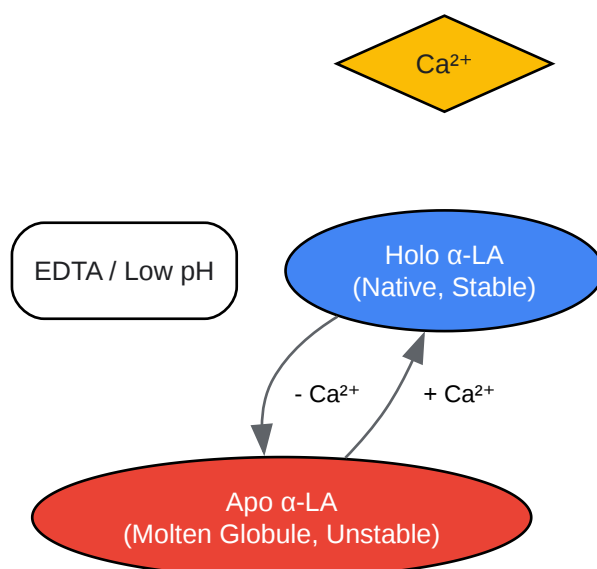 Ca²⁺
EDTA / Low pH
Holo α-LA
(Native, Stable)
- Ca²⁺
+ Ca²⁺
Apo α-LA
(Molten Globule, Unstable)